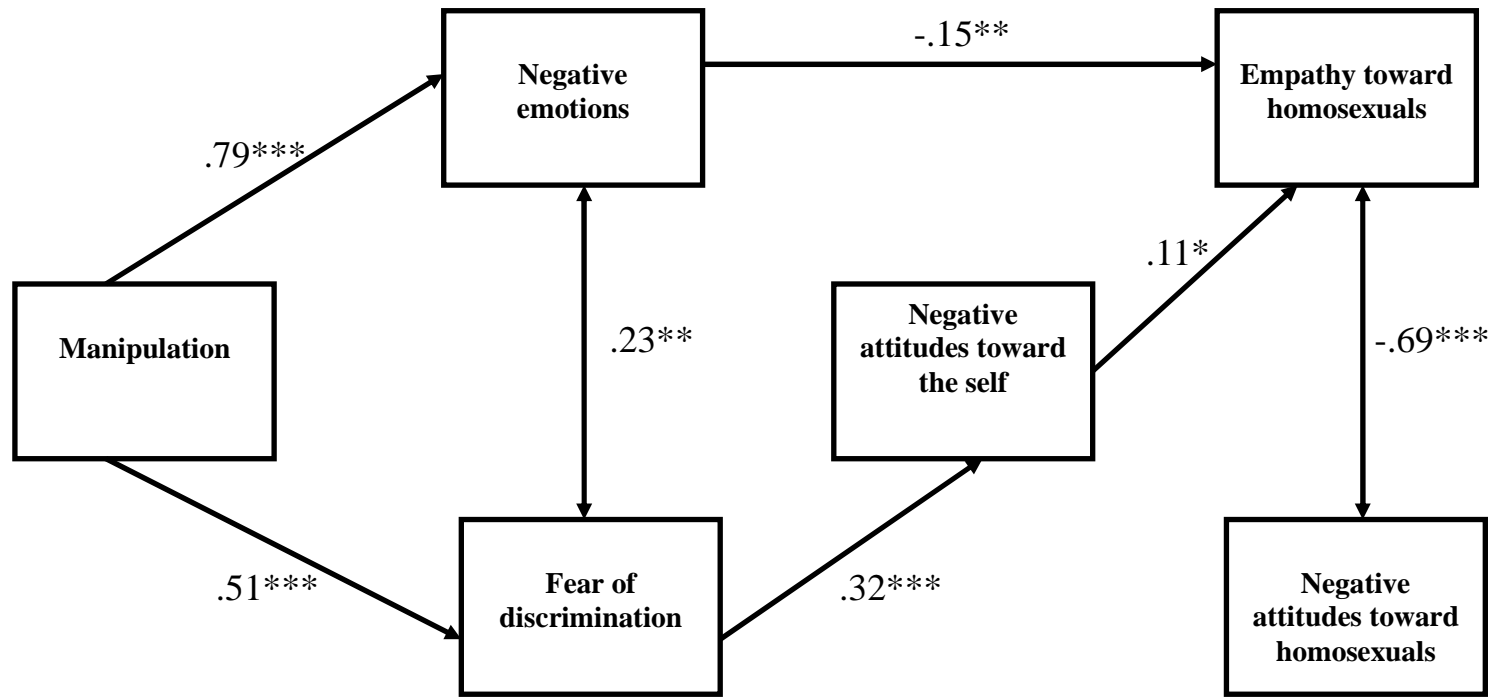 -.15**
Negative
emotions
Empathy toward
homosexuals
.79***
.11*
Manipulation
.23**
Negative
attitudes toward
the self
-.69***
.51***
Fear of
discrimination
.32***
Negative
attitudes toward
homosexuals